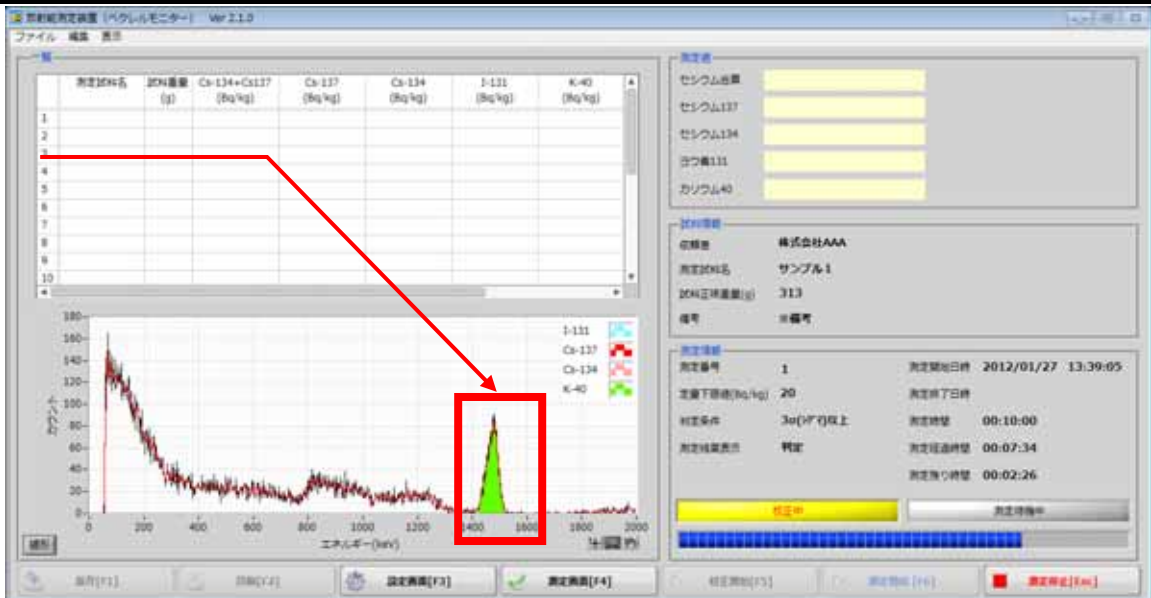 放射能測定装置 (ベクレルモニター) Ver 2.1.0
ファイル 編集 表示
一覧
測定試料名 試料重量(g) Cs-134+Cs137(Bq/kg) Cs-137(Bq/kg) Cs-134(Bq/kg) I-131(Bq/kg) K-40(Bq/kg)
1
2
3
4
5
6
7
8
9
10
測定値
セシウム合算
セシウム137
セシウム134
ヨウ素131
カリウム40
試料情報
依頼者 株式会社AAA
測定試料名 サンプル1
試料正味重量(g) 313
備考 ※備考
測定情報
測定番号 1 測定開始日時 2012/01/27 13:39:05
定量下限値(Bq/kg) 20 測定終了日時
判定条件 3σ(シグマ)以上 測定時間 00:10:00
測定結果表示 判定 測定経過時間 00:07:34
測定残り時間 00:02:26
校正中 測定待機中
I-131
Cs-137
Cs-134
K-40
カウント
180
160
140
120
100
80
60
40
20
0
0 200 400 600 800 1000 1200 1400 1600 1800 2000
エネルギー(keV)
線形
保存[F1] 印刷[F2] 設定画面[F3] 測定画面[F4] 校正開始[F5] 測定開始[F6] 測定停止[Esc]